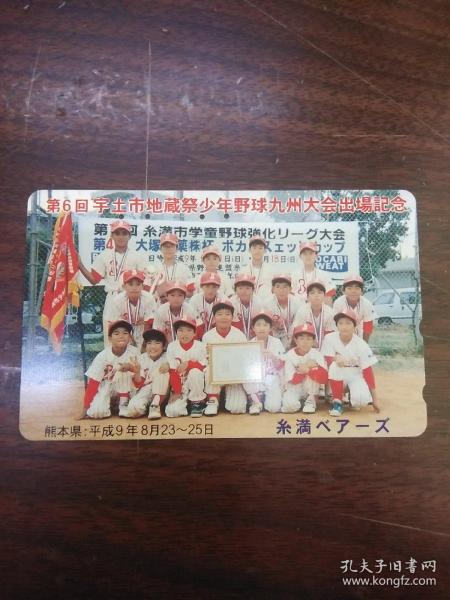 第6回宇土市地蔵祭少年野球九州大会出場記念
糸満市学童野球強化リーグ大会
大塚 株杯 ポカ スエット カップ
POCARI
SWEAT
熊本県:平成9年8月23〜25日
糸満ベアーズ
孔夫子旧书网
www.kongfz.com